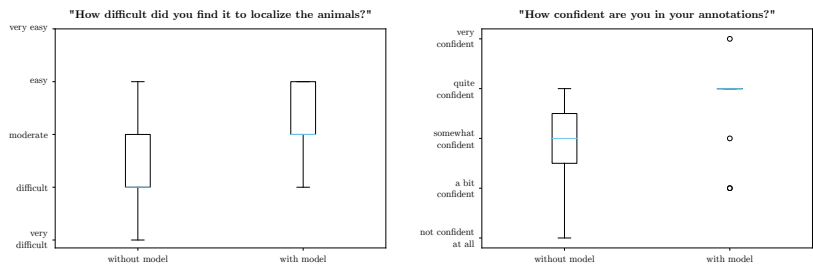 "How difficult did you find it to localize the animals?"
very easy
easy
moderate
difficult
very
difficult
without model
with model
"How confident are you in your annotations?"
very
confident
quite
confident
somewhat
confident
a bit
confident
not confident
at all
without model
with model